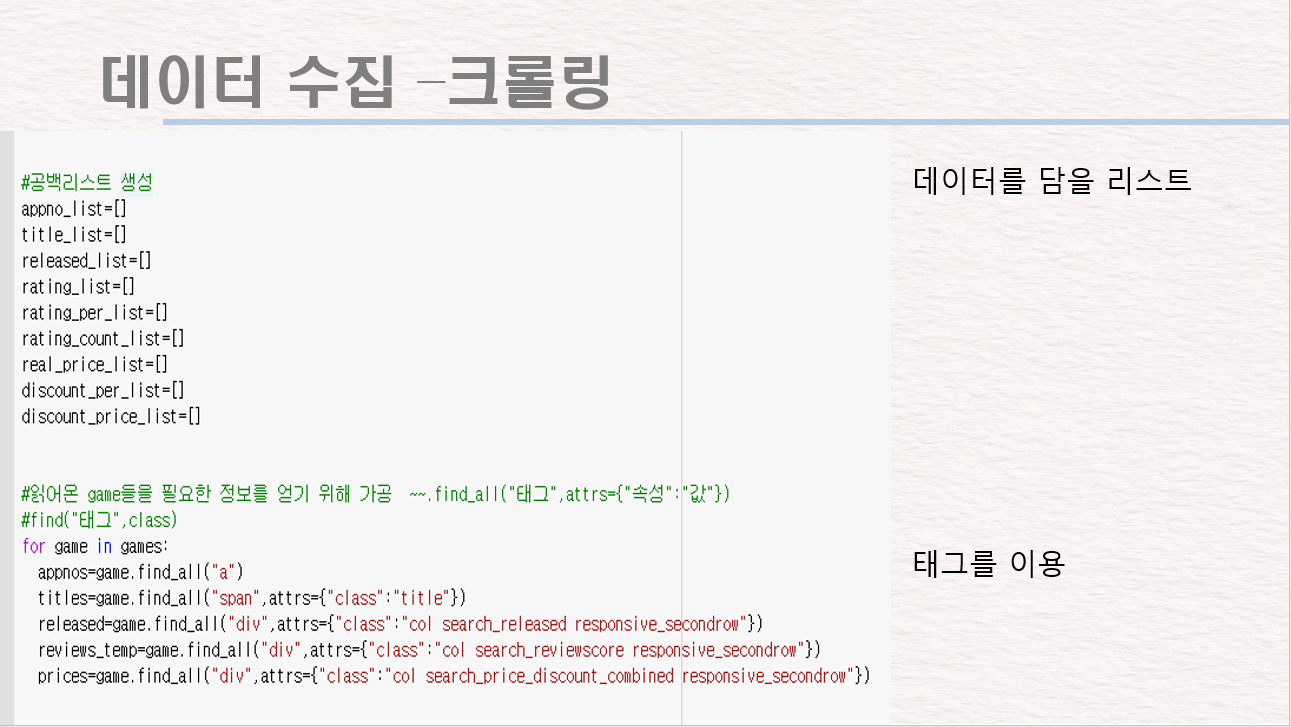 데이터 수집 –크롤링
데이터를 담을 리스트
#공백리스트 생성
appno_list=[]
title_list=[]
released_list=[]
rating_list=[]
rating_per_list=[]
rating_count_list=[]
real_price_list=[]
discount_per_list=[]
discount_price_list=[]
#읽어온 game들을 필요한 정보를 얻기 위해 가공  ~~.find_all("태그",attrs={"속성":"값"})
#find("태그",class)
태그를 이용
for game in games:
  appnos=game.find_all("a")
  titles=game.find_all("span",attrs={"class":"title"})
  released=game.find_all("div",attrs={"class":"col search_released responsive_secondrow"})
  reviews_temp=game.find_all("div",attrs={"class":"col search_reviewscore responsive_secondrow"})
  prices=game.find_all("div",attrs={"class":"col search_price_discount_combined responsive_secondrow"})